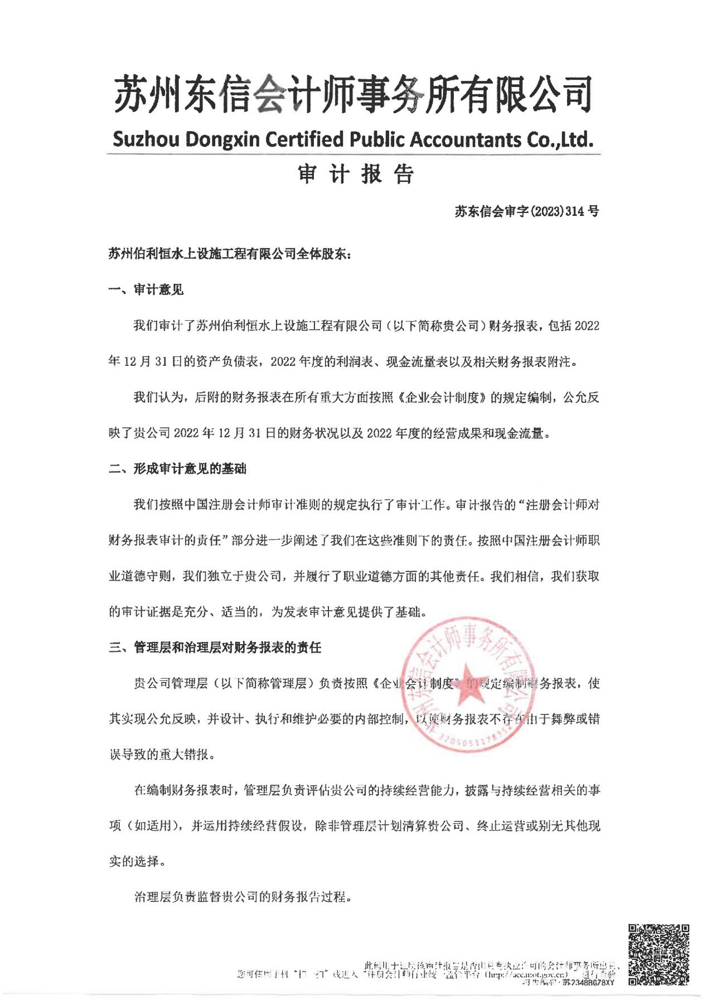 苏州东信会计师事务所有限公司
Suzhou Dongxin Certified Public Accountants Co.,Ltd.
审计报告
苏东信会审字(2023)314号
苏州伯利恒水上设施工程有限公司全体股东：
一、审计意见
我们审计了苏州伯利恒水上设施工程有限公司（以下简称贵公司）财务报表，包括2022
年12月31日的资产负债表，2022年度的利润表、现金流量表以及相关财务报表附注。
我们认为，后附的财务报表在所有重大方面按照《企业会计制度》的规定编制，公允反
映了贵公司2022年12月31日的财务状况以及2022年度的经营成果和现金流量。
二、形成审计意见的基础
我们按照中国注册会计师审计准则的规定执行了审计工作。审计报告的“注册会计师对
财务报表审计的责任”部分进一步阐述了我们在这些准则下的责任。按照中国注册会计师职
业道德守则，我们独立于贵公司，并履行了职业道德方面的其他责任。我们相信，我们获取
的审计证据是充分、适当的，为发表审计意见提供了基础。
三、管理层和治理层对财务报表的责任
贵公司管理层（以下简称管理层）负责按照《企业会计制度》的规定编制财务报表，使
其实现公允反映，并设计、执行和维护必要的内部控制，以使财务报表不存在由于舞弊或错
误导致的重大错报。
苏州东信会计师事务所有限公司
3205051178352
在编制财务报表时，管理层负责评估贵公司的持续经营能力，披露与持续经营相关的事
项（如适用），并运用持续经营假设，除非管理层计划清算贵公司、终止运营或别无其他现
实的选择。
治理层负责监督贵公司的财务报告过程。
此码用于证明该审计报告是否由具有执业许可的会计师事务所出具，
您可使用手机“扫一扫”或进入“注册会计师行业统一监管平台（http://acc.mof.gov.cn）”进行查验
报告编码：苏2348BG78XY